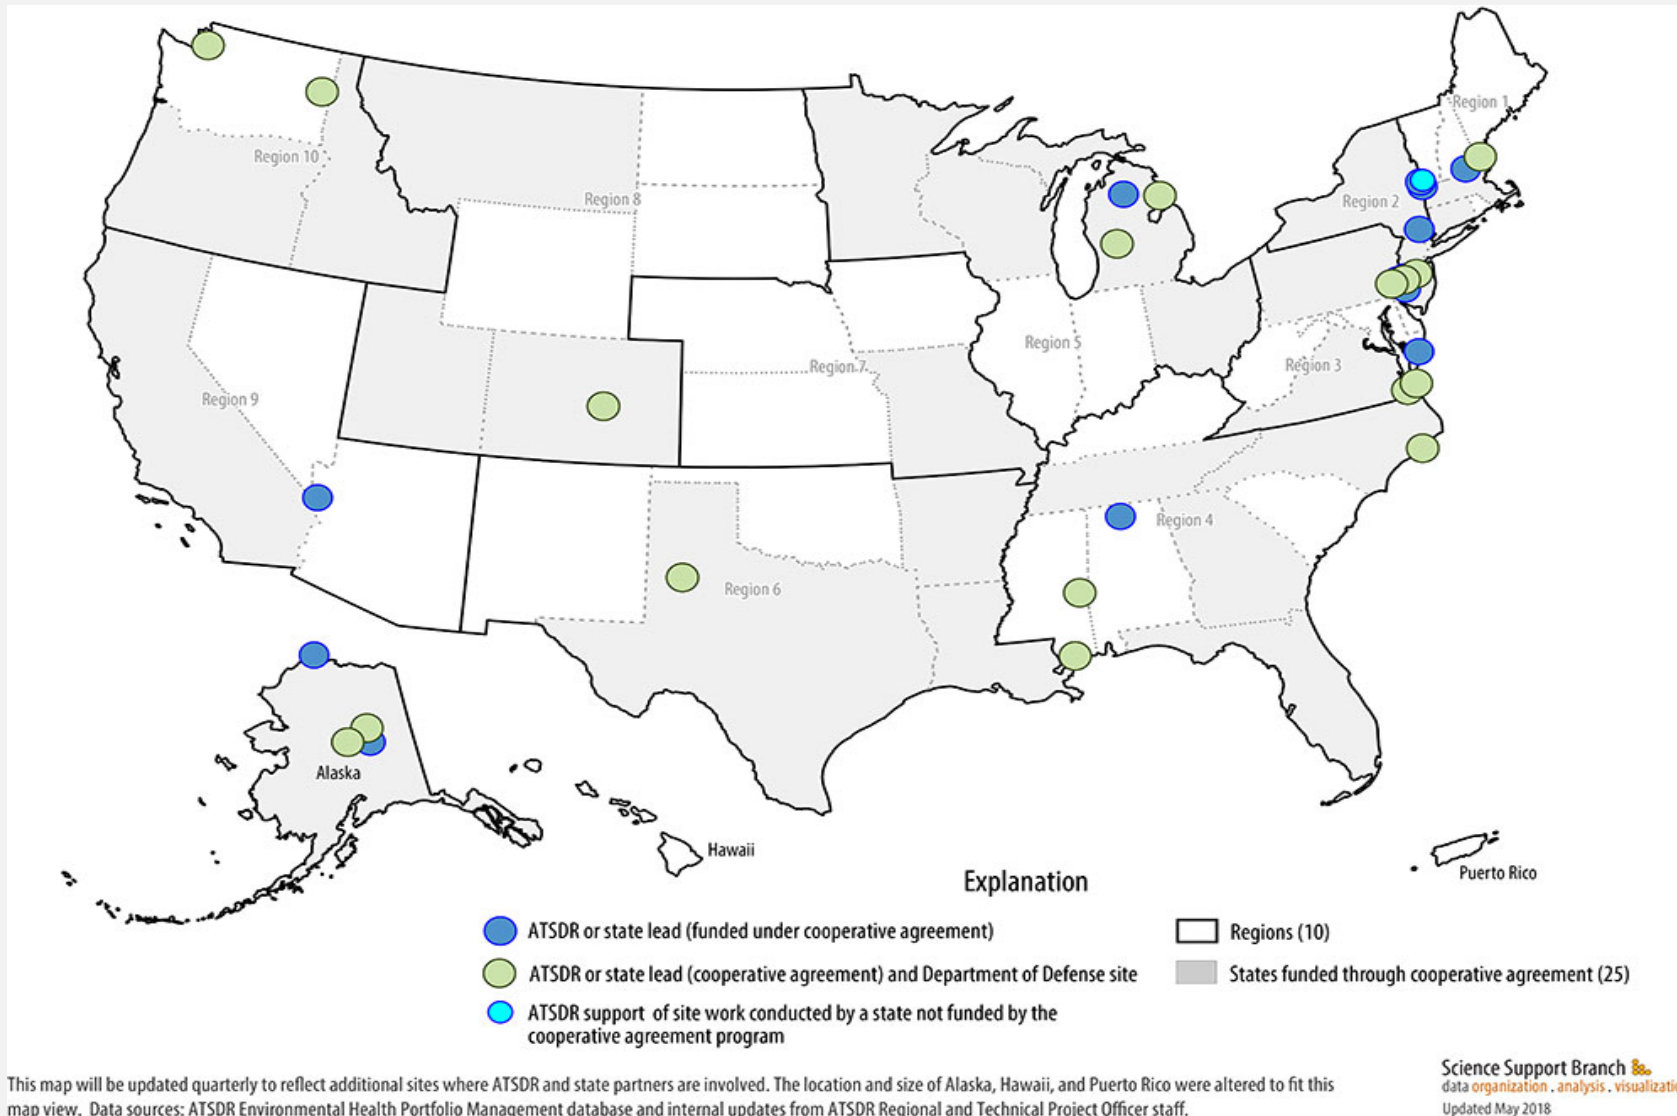 Region 1
Region 10
Region 8
Region 2
Region 5
Region 3
Region 7
Region 9
Region 4
Region 6
Alaska
Hawaii
Puerto Rico
Explanation
ATSDR or state lead (funded under cooperative agreement)
Regions (10)
ATSDR or state lead (cooperative agreement) and Department of Defense site
States funded through cooperative agreement (25)
ATSDR support of site work conducted by a state not funded by the
cooperative agreement program
Science Support Branch
data organization . analysis . visualizati
Updated May 2018
This map will be updated quarterly to reflect additional sites where ATSDR and state partners are involved. The location and size of Alaska, Hawaii, and Puerto Rico were altered to fit this
map view. Data sources: ATSDR Environmental Health Portfolio Management database and internal updates from ATSDR Regional and Technical Project Officer staff.